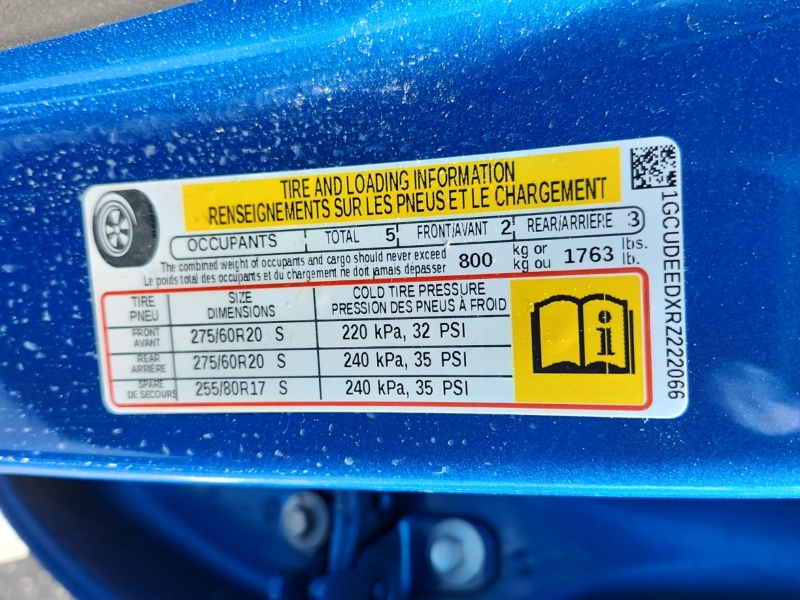 TIRE AND LOADING INFORMATION
RENSEIGNEMENTS SUR LES PNEUS ET LE CHARGEMENT
OCCUPANTS TOTAL 5 FRONT/AVANT 2 REAR/ARRIERE 3
The combined weight of occupants and cargo should never exceed 800 kg or 1763 lbs.
Le poids total des occupants et du chargement ne doit jamais dépasser kg ou lb.
TIRE SIZE COLD TIRE PRESSURE
PNEU DIMENSIONS PRESSION DES PNEUS À FROID
FRONT AVANT 275/60R20 S 220 kPa, 32 PSI
REAR ARRIÈRE 275/60R20 S 240 kPa, 35 PSI
SPARE DE SECOURS 255/80R17 S 240 kPa, 35 PSI
1GCUDEEDXRZ222066